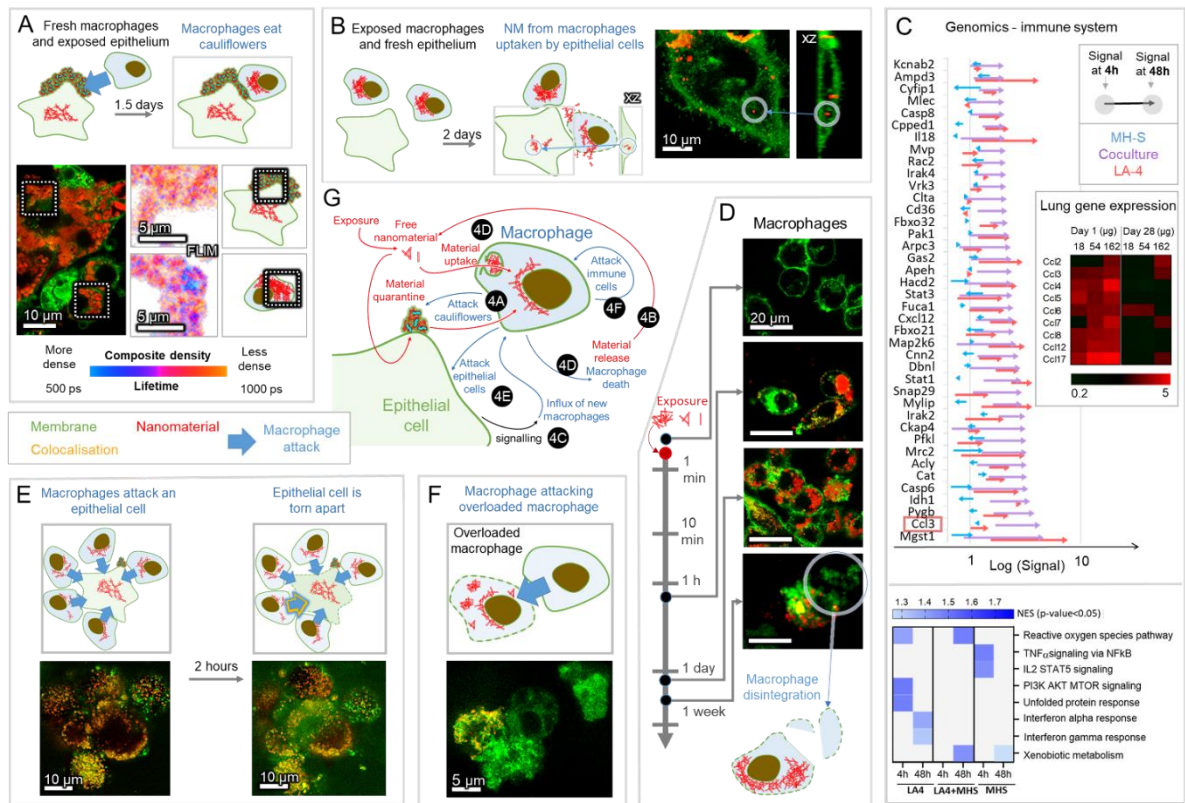 A
Fresh macrophages
and exposed epithelium
Macrophages eat
cauliflowers
1.5 days
5 µm
FLIM
5 µm
10 µm
More
dense
Composite density
Less
dense
500 ps
Lifetime
1000 ps
Membrane
Nanomaterial
Colocalisation
Macrophage
attack
B
Exposed macrophages
and fresh epithelium
NM from macrophages
uptaken by epithelial cells
2 days
xz
10 µm
xz
C
Genomics - immune system
Kcnab2
Ampd3
Cyfip1
Mlec
Casp8
Cpped1
Il18
Mvp
Rac2
Irak4
Vrk3
Clta
Cd36
Fbxo32
Pak1
Arpc3
Gas2
Apeh
Hacd2
Stat3
Fuca1
Cxcl12
Fbxo21
Map2k6
Cnn2
Dbnl
Stat1
Snap29
Mylip
Irak2
Ckap4
Pfkl
Mrc2
Acly
Cat
Casp6
Idh1
Pygb
Ccl3
Mgst1
1
10
Log (Signal)
Signal
at 4h
Signal
at 48h
MH-S
Coculture
LA-4
Lung gene expression
Day 1 (µg) Day 28 (µg)
18 54 162 18 54 162
Ccl2
Ccl3
Ccl4
Ccl5
Ccl6
Ccl7
Ccl8
Ccl12
Ccl17
0.2
5
1.3 1.4 1.5 1.6 1.7
NES (p-value<0.05)
Reactive oxygen species pathway
TNFαsignaling via NFkB
IL2 STAT5 signaling
PI3K AKT MTOR signaling
Unfolded protein response
Interferon alpha response
Interferon gamma response
Xenobiotic metabolism
4h 48h 4h 48h 4h 48h
LA4 LA4+MHS MHS
G
Exposure
Free
nanomaterial
4D
Macrophage
Material
uptake
Material
quarantine
4A
Attack
cauliflowers
Attack
immune
cells
4F
4B
Material
release
Attack
epithelial
cells
4D
Macrophage
death
4E
Influx of new
macrophages
Epithelial
cell
signalling
4C
D
Macrophages
20 µm
Exposure
1
min
10
min
1 h
1 day
1 week
Macrophage
disintegration
E
Macrophages attack an
epithelial cell
Epithelial cell is
torn apart
2 hours
10 µm
10 µm
F
Macrophage attacking
overloaded macrophage
Overloaded
macrophage
5 µm